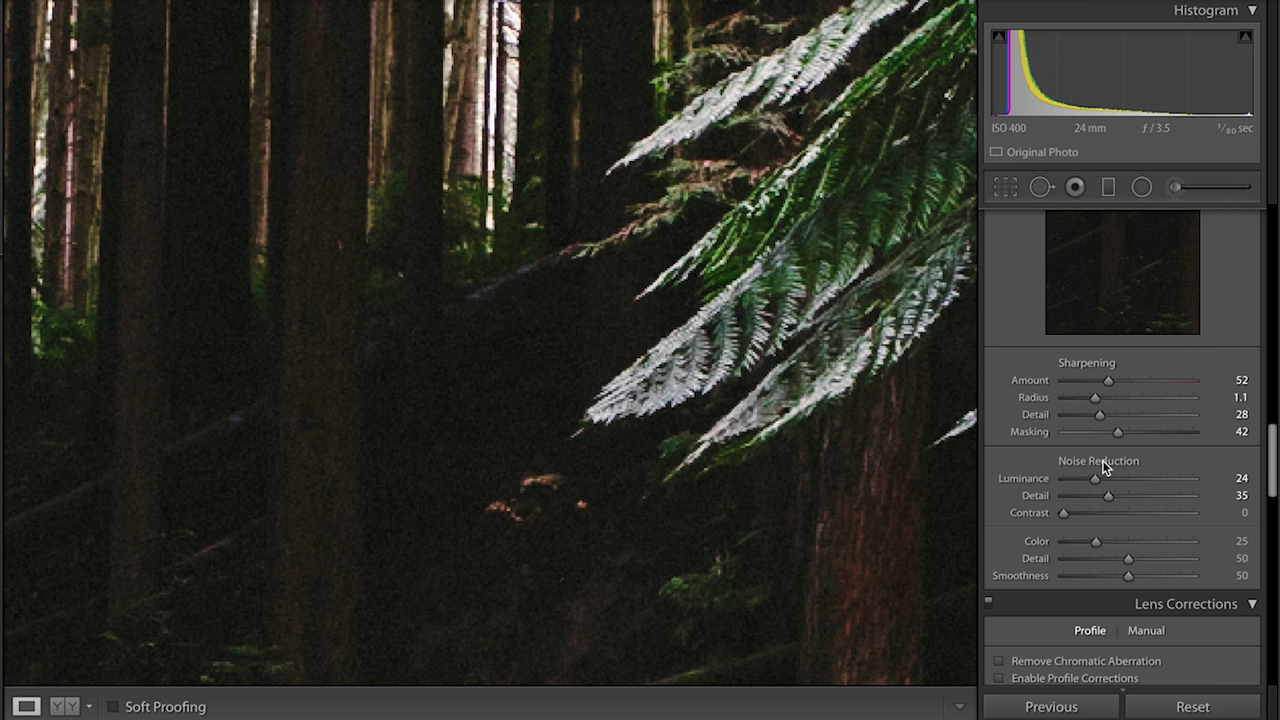 Histogram
ISO 400 24 mm ƒ / 3.5 1/80 sec
Original Photo
Sharpening
Amount 52
Radius 1.1
Detail 28
Masking 42
Noise Reduction
Luminance 24
Detail 35
Contrast 0
Color 25
Detail 50
Smoothness 50
Lens Corrections
Profile Manual
Remove Chromatic Aberration
Enable Profile Corrections
Y Y Soft Proofing Previous Reset